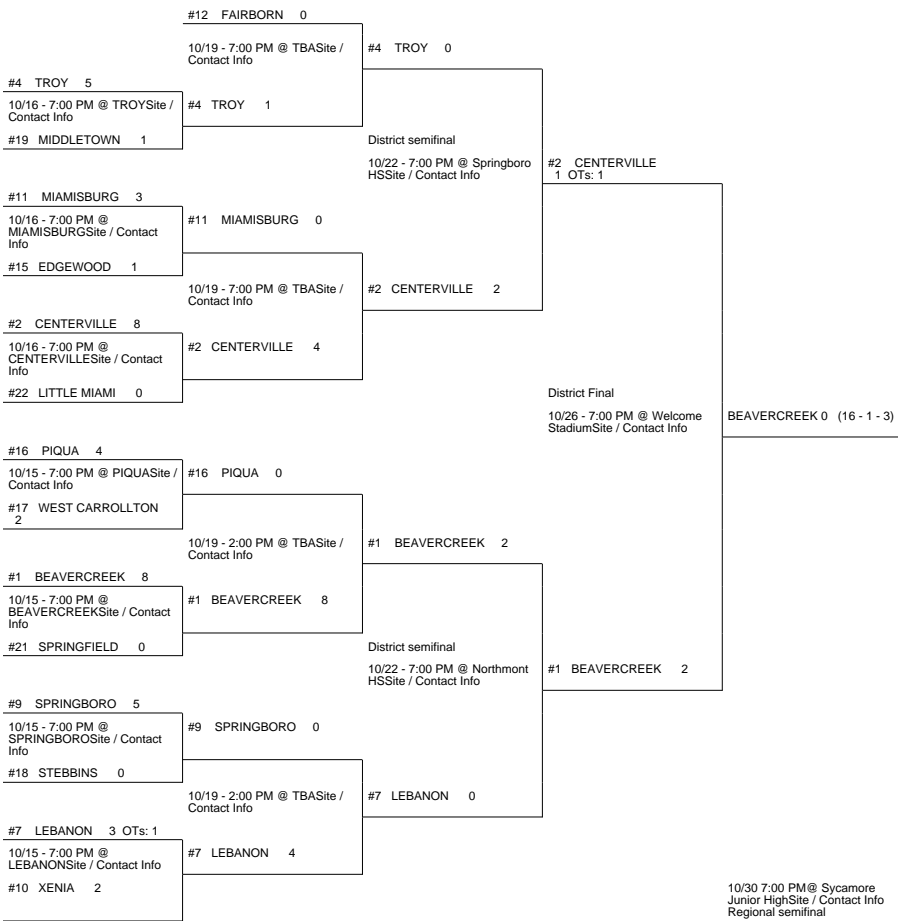 #12 FAIRBORN 0
10/19 - 7:00 PM @ TBASite /
Contact Info
#4 TROY 0
#4 TROY 5
10/16 - 7:00 PM @ TROYSite /
Contact Info
#4 TROY 1
#19 MIDDLETOWN 1
District semifinal
10/22 - 7:00 PM @ Springboro
HSSite / Contact Info
#2 CENTERVILLE
1 OTs: 1
#11 MIAMISBURG 3
10/16 - 7:00 PM @
MIAMISBURGSite / Contact
Info
#11 MIAMISBURG 0
#15 EDGEWOOD 1
10/19 - 7:00 PM @ TBASite /
Contact Info
#2 CENTERVILLE 2
#2 CENTERVILLE 8
10/16 - 7:00 PM @
CENTERVILLESite / Contact
Info
#2 CENTERVILLE 4
#22 LITTLE MIAMI 0
District Final
10/26 - 7:00 PM @ Welcome
StadiumSite / Contact Info
BEAVERCREEK 0 (16 - 1 - 3)
#16 PIQUA 4
10/15 - 7:00 PM @ PIQUASite /
Contact Info
#16 PIQUA 0
#17 WEST CARROLLTON
2
10/19 - 2:00 PM @ TBASite /
Contact Info
#1 BEAVERCREEK 2
#1 BEAVERCREEK 8
10/15 - 7:00 PM @
BEAVERCREEKSite / Contact
Info
#1 BEAVERCREEK 8
#21 SPRINGFIELD 0
District semifinal
10/22 - 7:00 PM @ Northmont
HSSite / Contact Info
#1 BEAVERCREEK 2
#9 SPRINGBORO 5
10/15 - 7:00 PM @
SPRINGBOROSite / Contact
Info
#9 SPRINGBORO 0
#18 STEBBINS 0
10/19 - 2:00 PM @ TBASite /
Contact Info
#7 LEBANON 0
#7 LEBANON 3 OTs: 1
10/15 - 7:00 PM @
LEBANONSite / Contact Info
#7 LEBANON 4
#10 XENIA 2
10/30 7:00 PM@ Sycamore
Junior HighSite / Contact Info
Regional semifinal